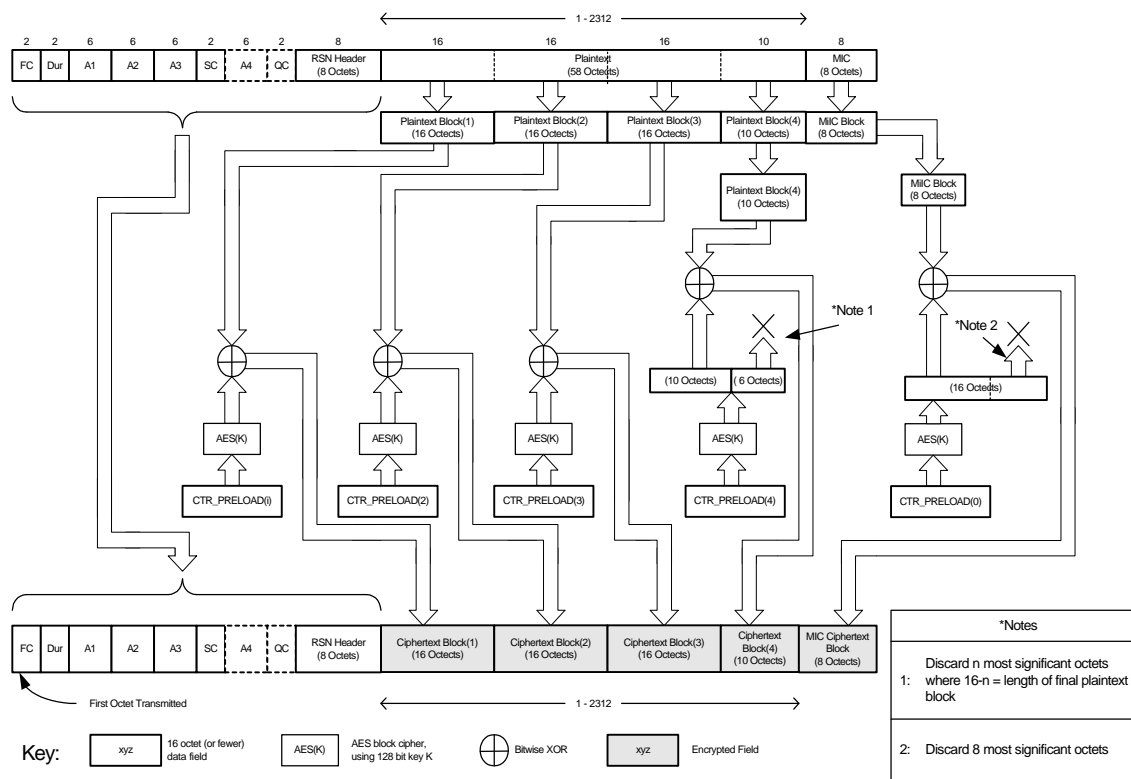 1 - 2312
2 2 6 6 6 2 6 2 8 16 16 16 10 8
FC Dur A1 A2 A3 SC A4 QC RSN Header (8 Octets) Plaintext (58 Octects) MIC (8 Octets)
Plaintext Block(1) (16 Octects)
Plaintext Block(2) (16 Octects)
Plaintext Block(3) (16 Octects)
Plaintext Block(4) (10 Octects)
MilC Block (8 Octects)
Plaintext Block(4) (10 Octects)
MilC Block (8 Octects)
*Note 1
*Note 2
(10 Octects)
( 6 Octects)
(16 Octects)
AES(K)
AES(K)
AES(K)
AES(K)
AES(K)
CTR_PRELOAD(i)
CTR_PRELOAD(2)
CTR_PRELOAD(3)
CTR_PRELOAD(4)
CTR_PRELOAD(0)
FC Dur A1 A2 A3 SC A4 QC RSN Header (8 Octets)
Ciphertext Block(1) (16 Octects)
Ciphertext Block(2) (16 Octects)
Ciphertext Block(3) (16 Octects)
Ciphertext Block(4) (10 Octects)
MIC Ciphertext Block (8 Octects)
First Octet Transmitted
1 - 2312
*Notes
1: Discard n most significant octets
where 16-n = length of final plaintext
block
2: Discard 8 most significant octets
Key:
xyz
16 octet (or fewer)
data field
AES(K)
AES block cipher,
using 128 bit key K
Bitwise XOR
xyz
Encrypted Field